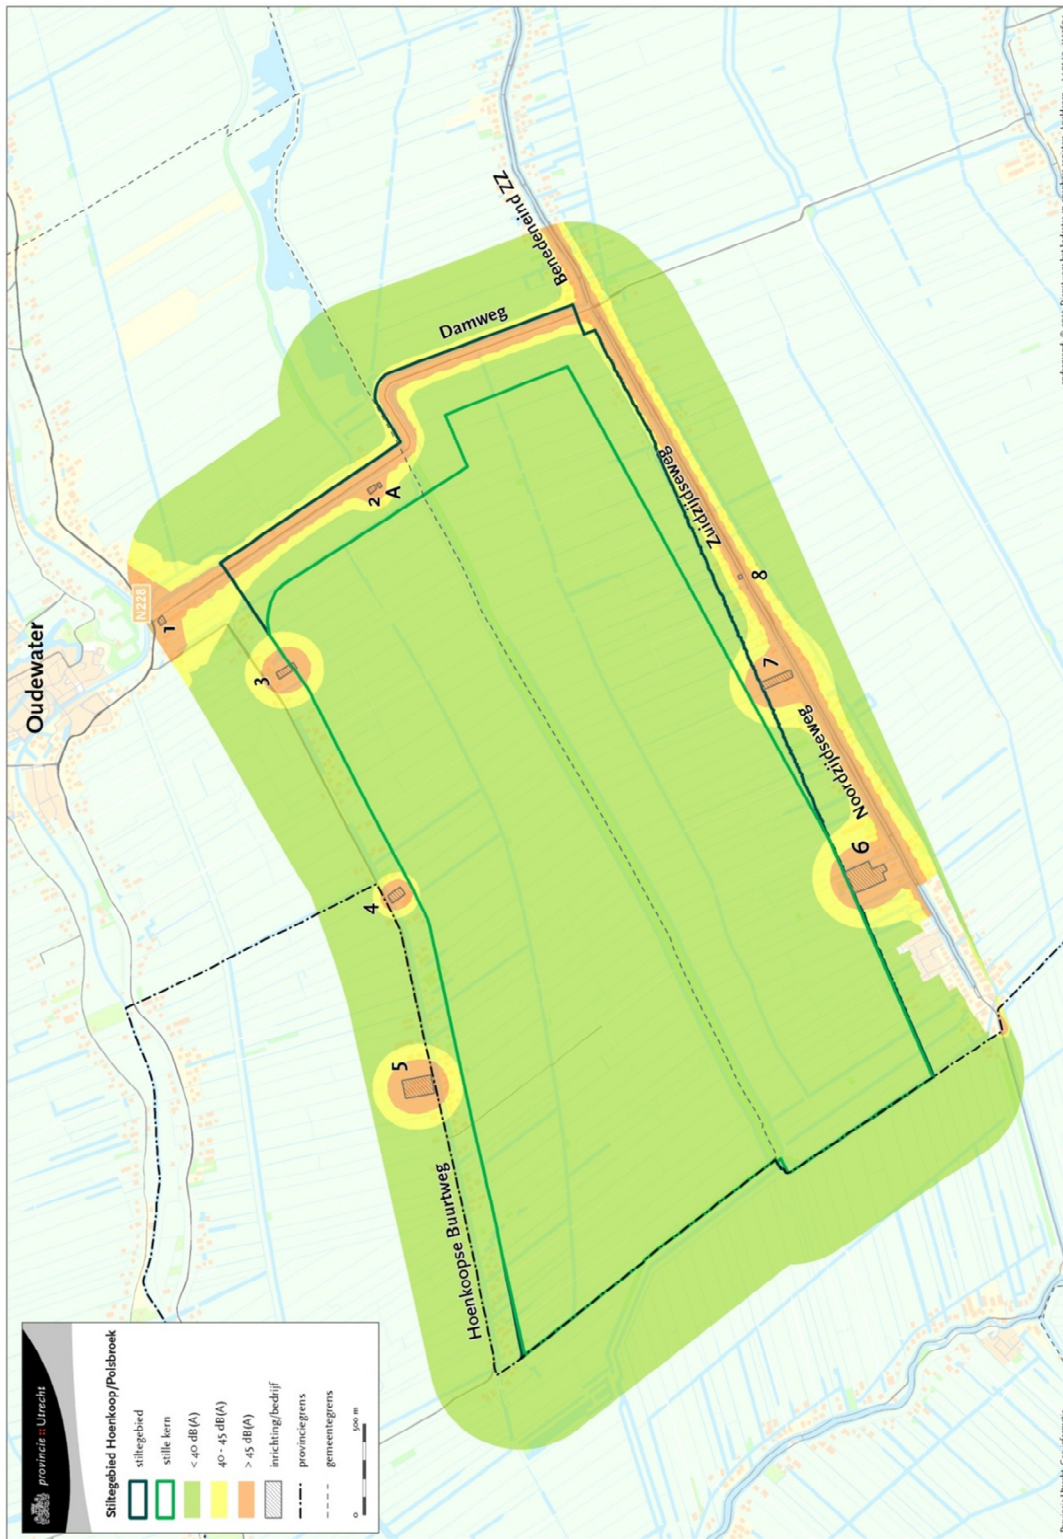 Oudewater
N228
1
2
A
3
4
5
6
7
8
Damweg
Benedeneind ZZ
Zuidzijdseweg
Noordzijdseweg
Hoenkoopse Buurtweg
provincie :: Utrecht
Stiltegebied Hoenkoop/Polsbroek
stiltegebied
stille kern
< 40 dB(A)
40 - 45 dB(A)
> 45 dB(A)
inrichting/bedrijf
provinciegrens
gemeentegrens
0 500 m